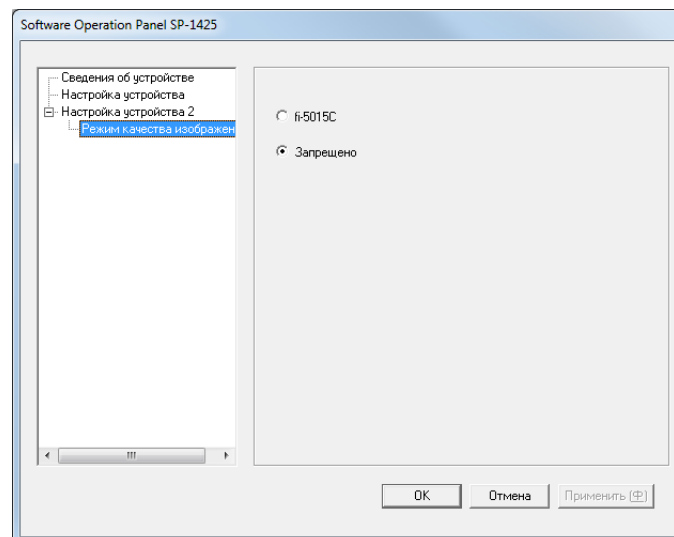 Software Operation Panel SP-1425
Сведения об устройстве
Настройка устройства
Настройка устройства 2
Режим качества изображен
fi-5015C
Запрещено
OK
Отмена
Применить (Ф)